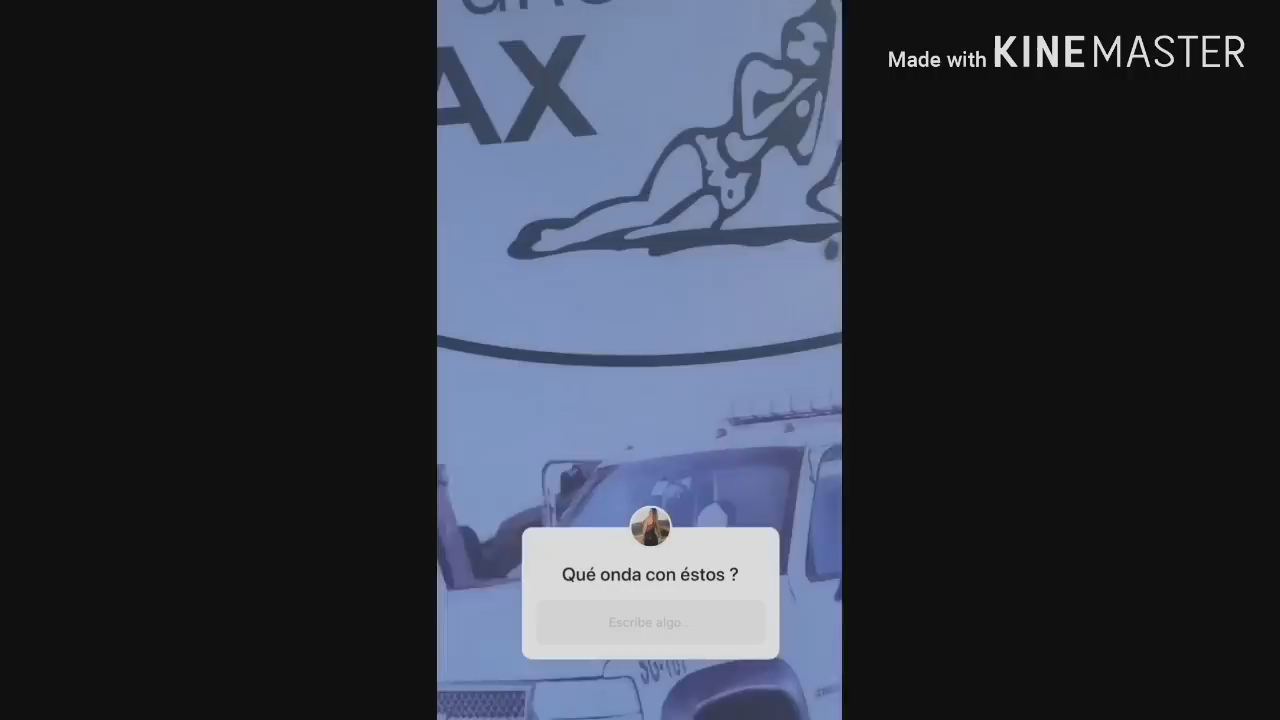 AX
Made with KINEMASTER
Qué onda con éstos ?
Escribe algo...